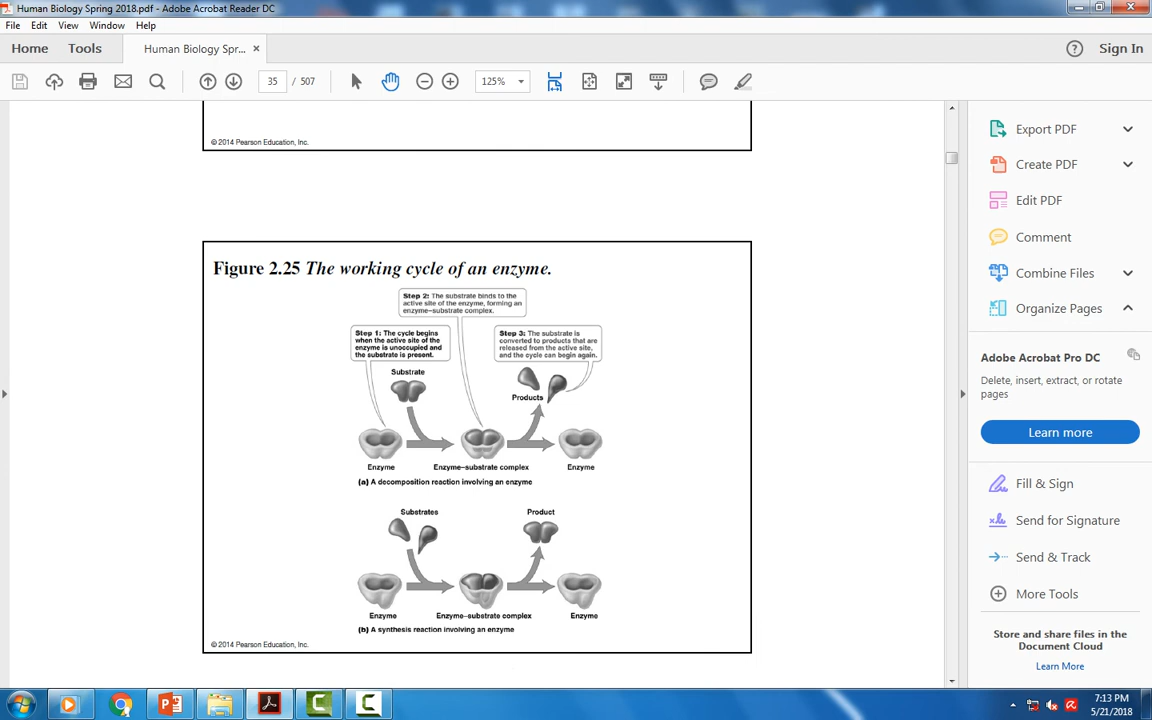 Human Biology Spring 2018.pdf - Adobe Acrobat Reader DC
File Edit View Window Help
Home Tools Human Biology Spr... × Sign In
35 / 507 125%
© 2014 Pearson Education, Inc.
Figure 2.25 The working cycle of an enzyme.
Step 2: The substrate binds to the
active site of the enzyme, forming an
enzyme–substrate complex.
Step 1: The cycle begins
when the active site of the
enzyme is unoccupied and
the substrate is present.
Step 3: The substrate is
converted to products that are
released from the active site,
and the cycle can begin again.
Substrate
Products
Enzyme Enzyme–substrate complex Enzyme
(a) A decomposition reaction involving an enzyme
Substrates Product
Enzyme Enzyme–substrate complex Enzyme
(b) A synthesis reaction involving an enzyme
© 2014 Pearson Education, Inc.
Export PDF
Create PDF
Edit PDF
Comment
Combine Files
Organize Pages
Adobe Acrobat Pro DC
Delete, insert, extract, or rotate
pages
Learn more
Fill & Sign
Send for Signature
Send & Track
More Tools
Store and share files in the
Document Cloud
Learn More
7:13 PM
5/21/2018